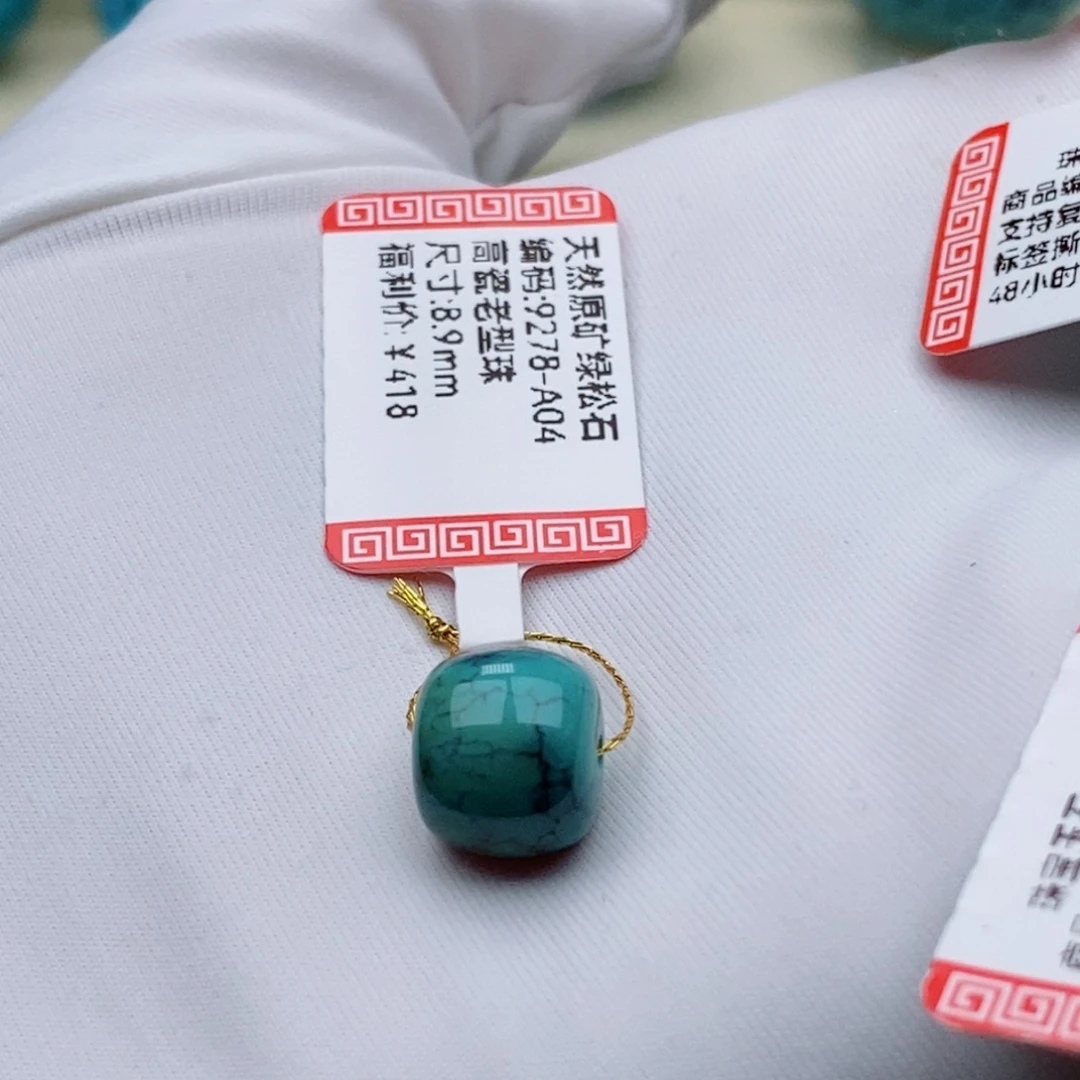 天然原矿绿松石
编码:9278-A04
高瓷老型珠
尺寸:8.9mm
福利价:¥418
珠
商品编
支持复
标签撕
48小时